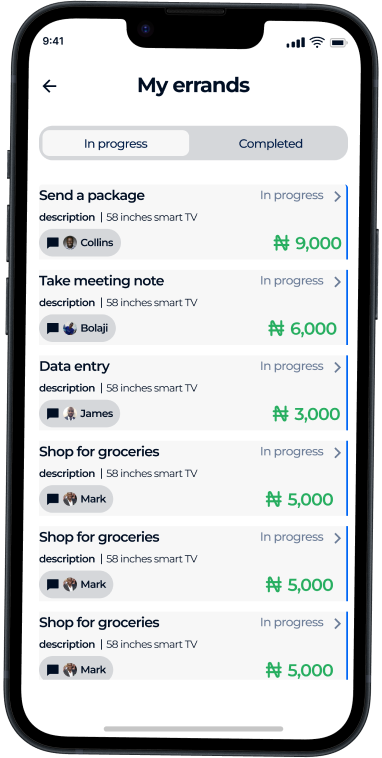 9:41
My errands
In progress Completed
Send a package In progress
description | 58 inches smart TV
Collins ₦ 9,000
Take meeting note In progress
description | 58 inches smart TV
Bolaji ₦ 6,000
Data entry In progress
description | 58 inches smart TV
James ₦ 3,000
Shop for groceries In progress
description | 58 inches smart TV
Mark ₦ 5,000
Shop for groceries In progress
description | 58 inches smart TV
Mark ₦ 5,000
Shop for groceries In progress
description | 58 inches smart TV
Mark ₦ 5,000